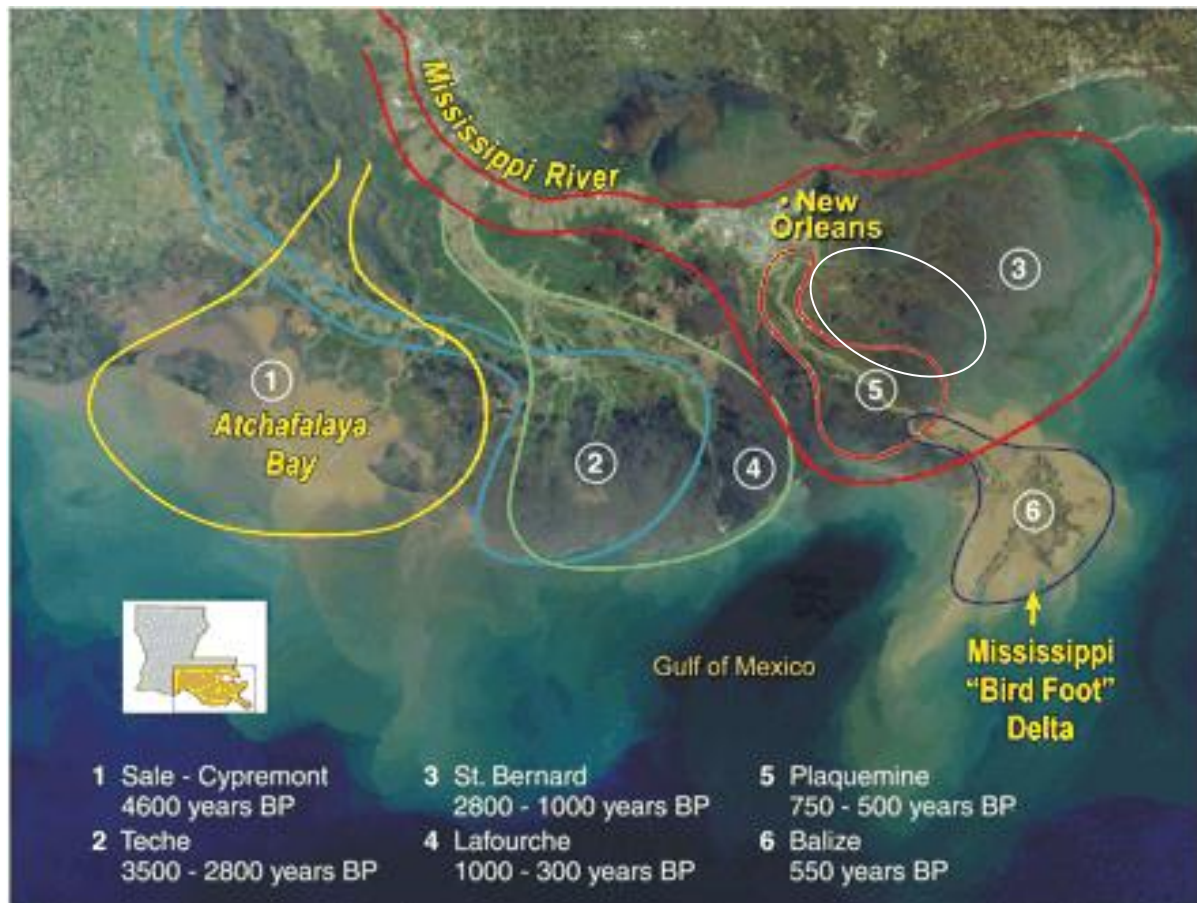 Mississippi River
• New
Orleans
3
1
Atchafalaya
Bay
5
2
4
6
Gulf of Mexico
Mississippi
“Bird Foot”
Delta
1 Sale - Cypremont
4600 years BP
2 Teche
3500 - 2800 years BP
3 St. Bernard
2800 - 1000 years BP
4 Lafourche
1000 - 300 years BP
5 Plaquemine
750 - 500 years BP
6 Balize
550 years BP